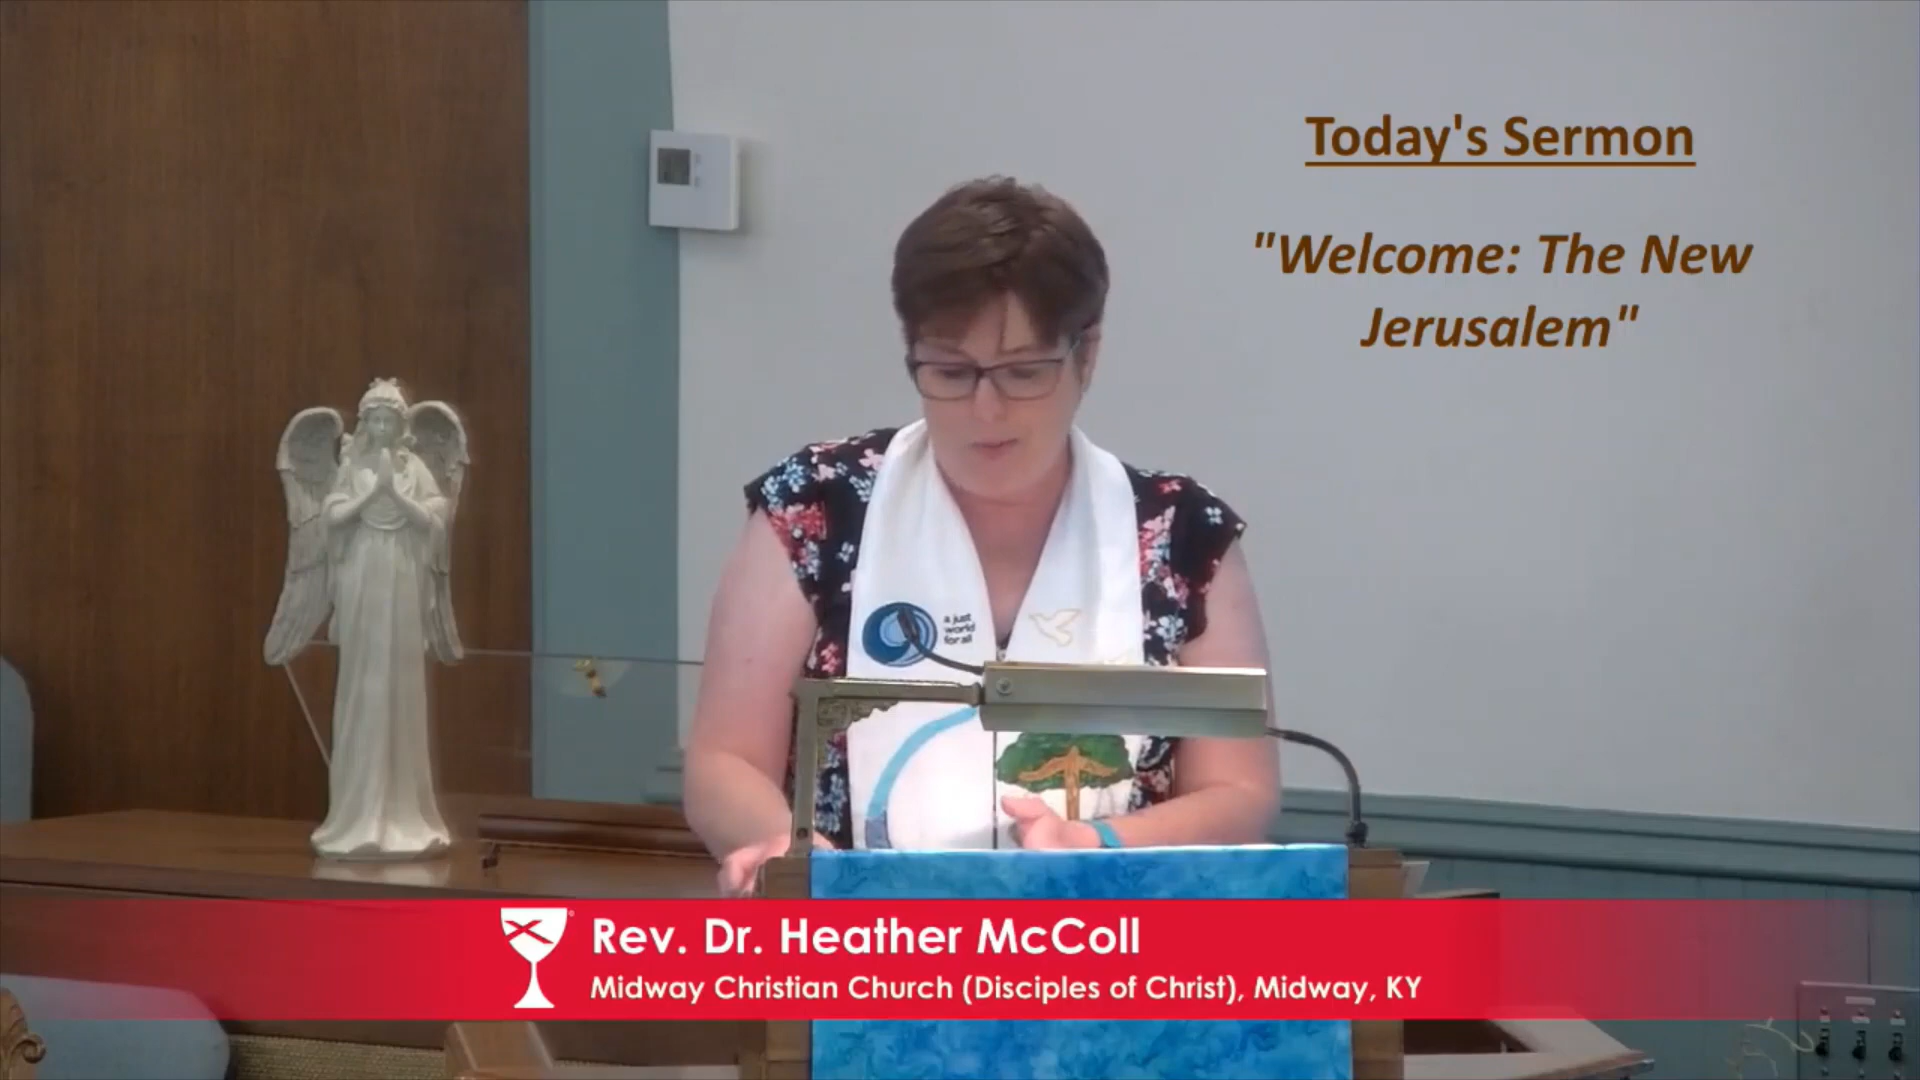 Today's Sermon
"Welcome: The New
Jerusalem"
a just
world
for all
Rev. Dr. Heather McColl
Midway Christian Church (Disciples of Christ), Midway, KY